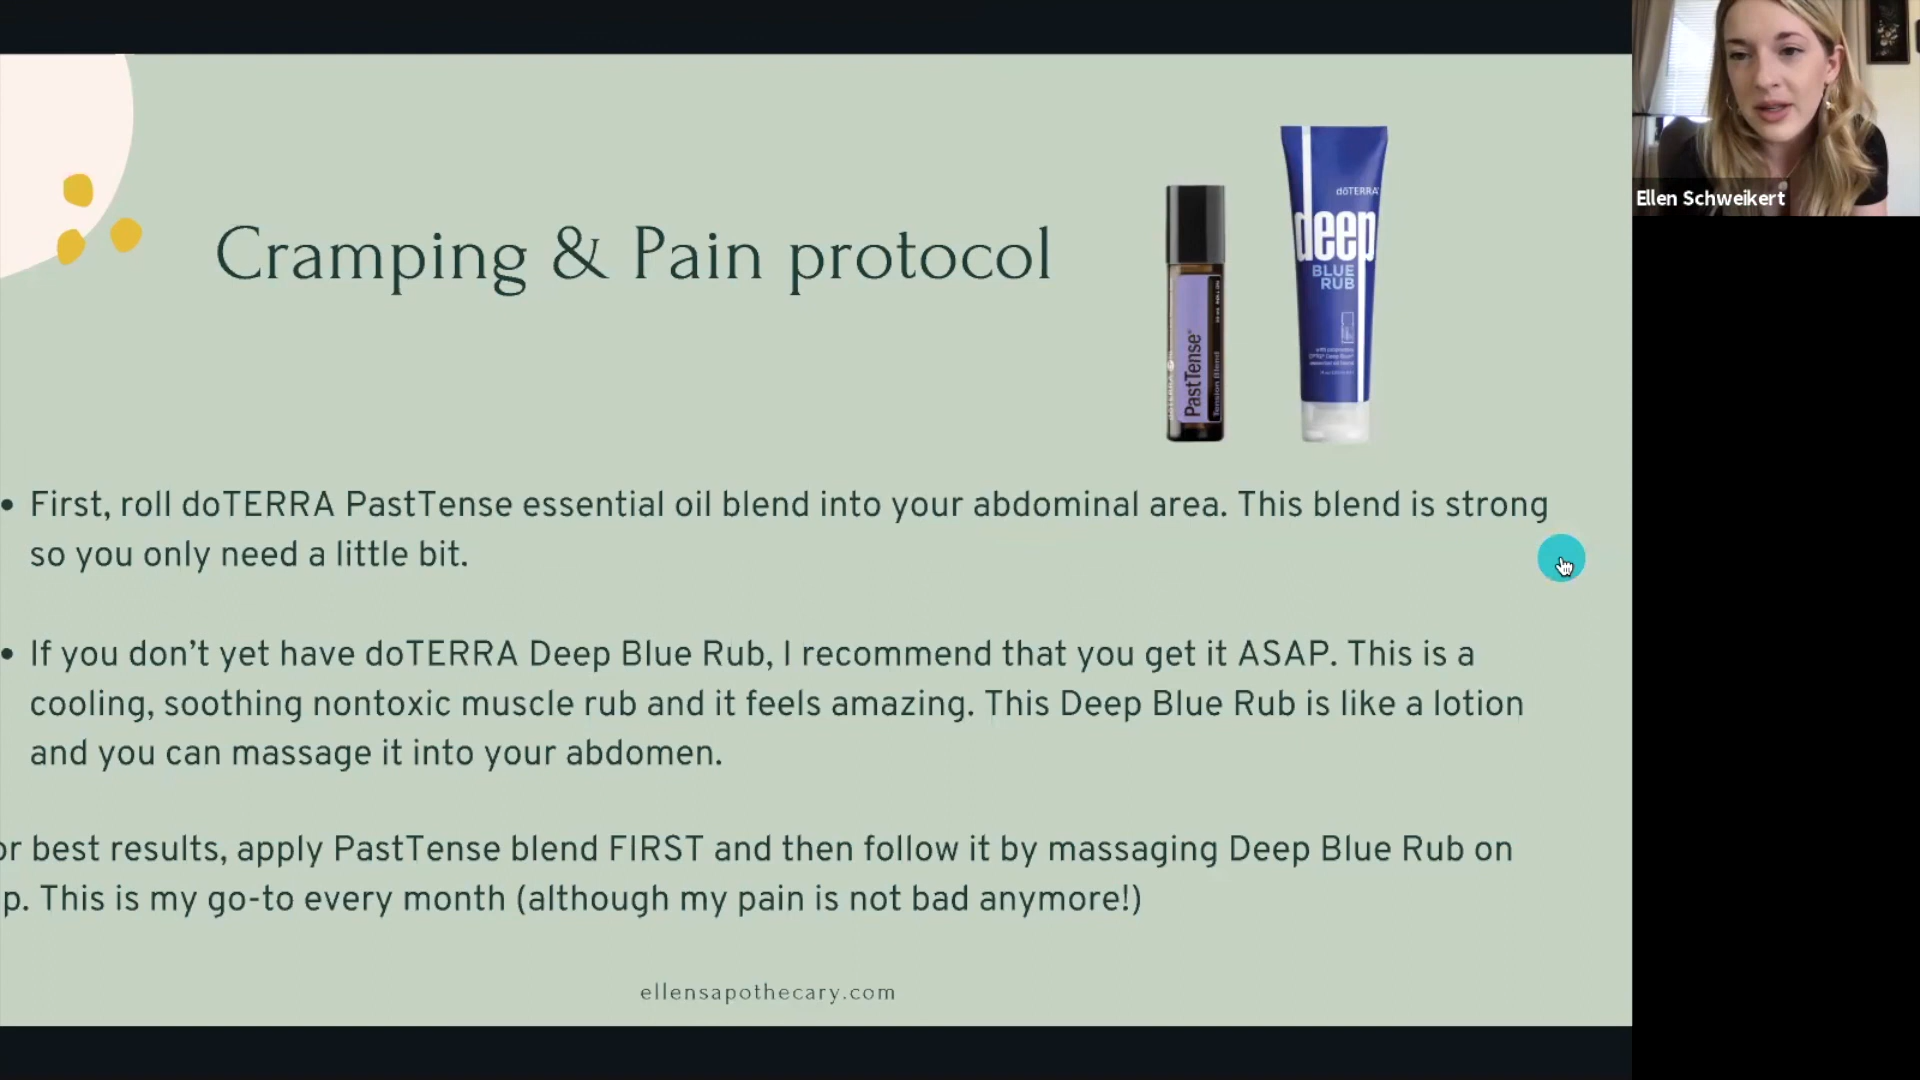 Ellen Schweikert
Cramping & Pain protocol
PastTense
Tension Blend
dōTERRA
deep
BLUE
RUB
• First, roll doTERRA PastTense essential oil blend into your abdominal area. This blend is strong
so you only need a little bit.
• If you don’t yet have doTERRA Deep Blue Rub, I recommend that you get it ASAP. This is a
cooling, soothing nontoxic muscle rub and it feels amazing. This Deep Blue Rub is like a lotion
and you can massage it into your abdomen.
or best results, apply PastTense blend FIRST and then follow it by massaging Deep Blue Rub on
p. This is my go-to every month (although my pain is not bad anymore!)
ellensapothecary.com